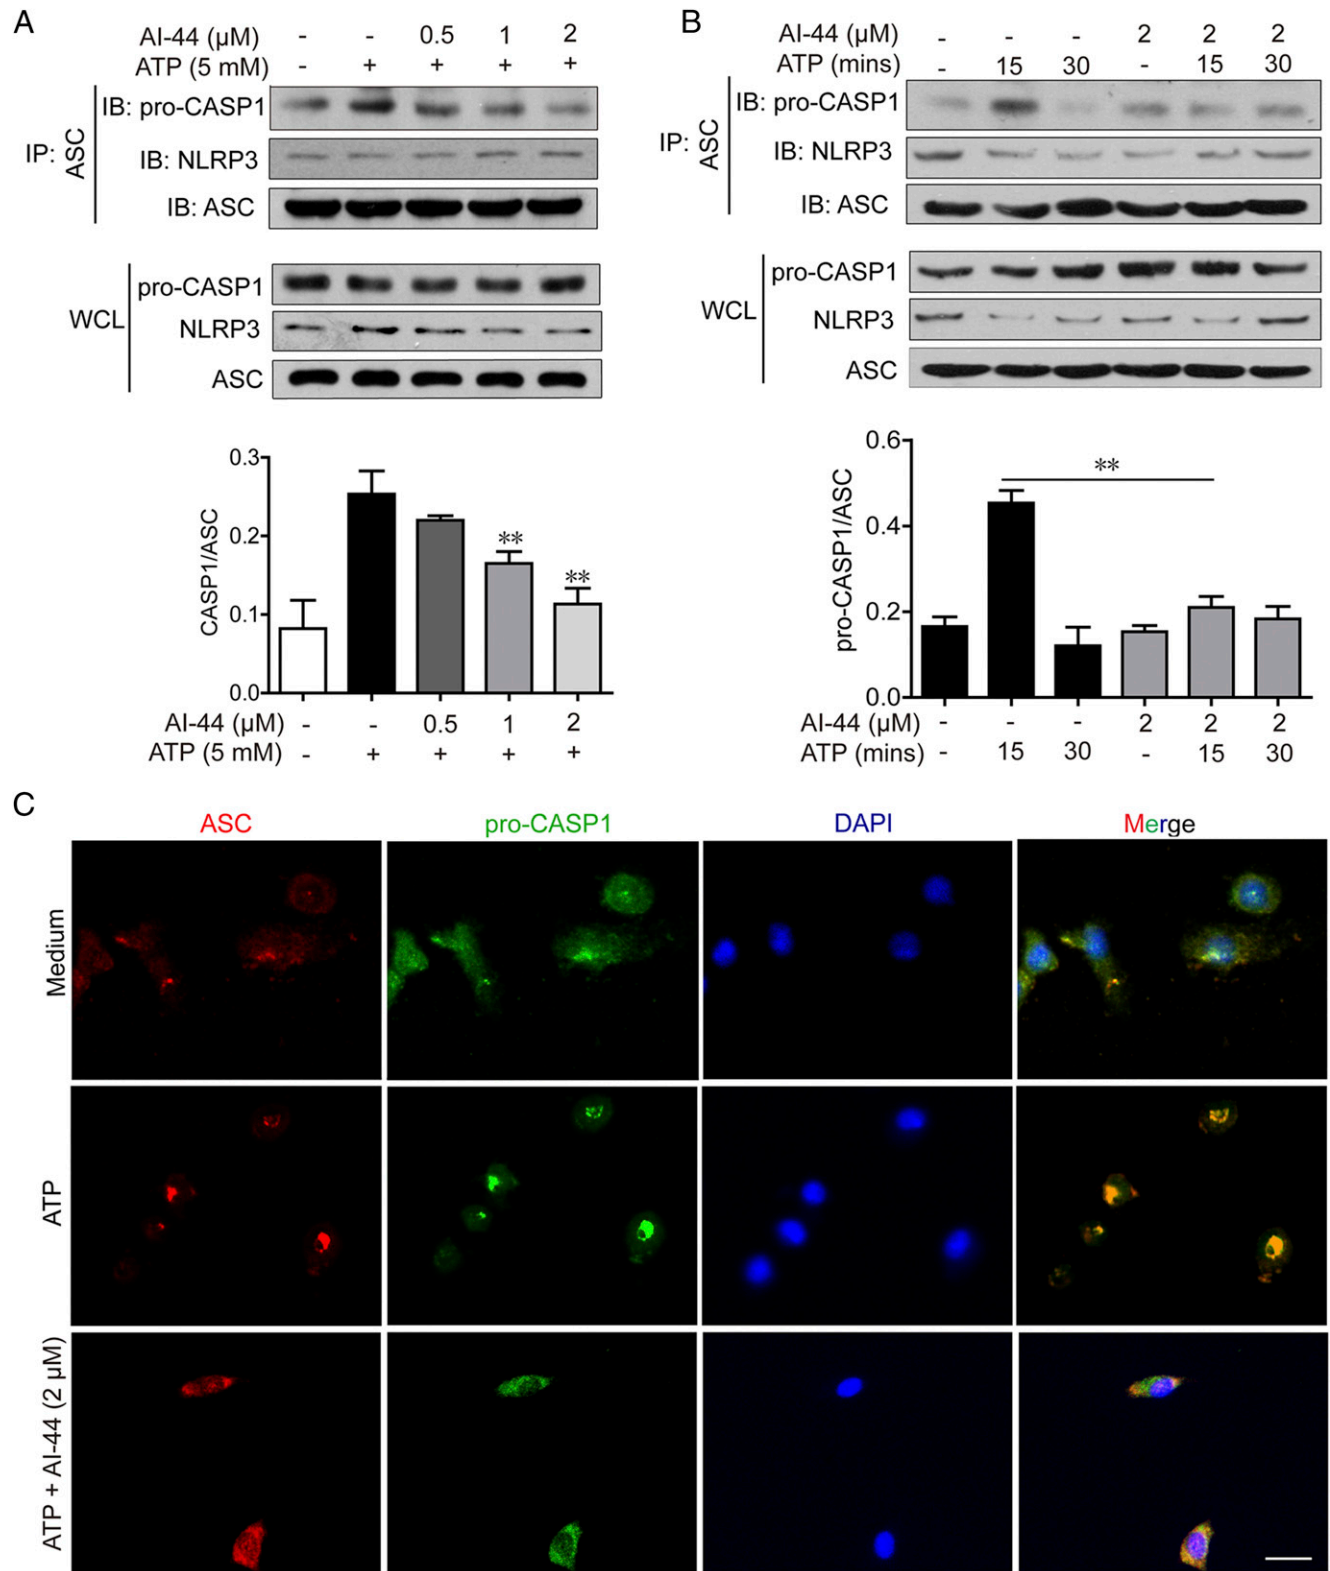 A
AI-44 (μM) - - 0.5 1 2
ATP (5 mM) - + + + +
IP: ASC
IB: pro-CASP1
IB: NLRP3
IB: ASC
WCL
pro-CASP1
NLRP3
ASC
CASP1/ASC
0.3
0.2
0.1
0.0
**
**
AI-44 (μM) - - 0.5 1 2
ATP (5 mM) - + + + +
B
AI-44 (μM) - - - 2 2 2
ATP (mins) - 15 30 - 15 30
IP: ASC
IB: pro-CASP1
IB: NLRP3
IB: ASC
WCL
pro-CASP1
NLRP3
ASC
pro-CASP1/ASC
0.6
0.4
0.2
0.0
**
AI-44 (μM) - - - 2 2 2
ATP (mins) - 15 30 - 15 30
C
ASC pro-CASP1 DAPI Merge
Medium
ATP
ATP + AI-44 (2 μM)